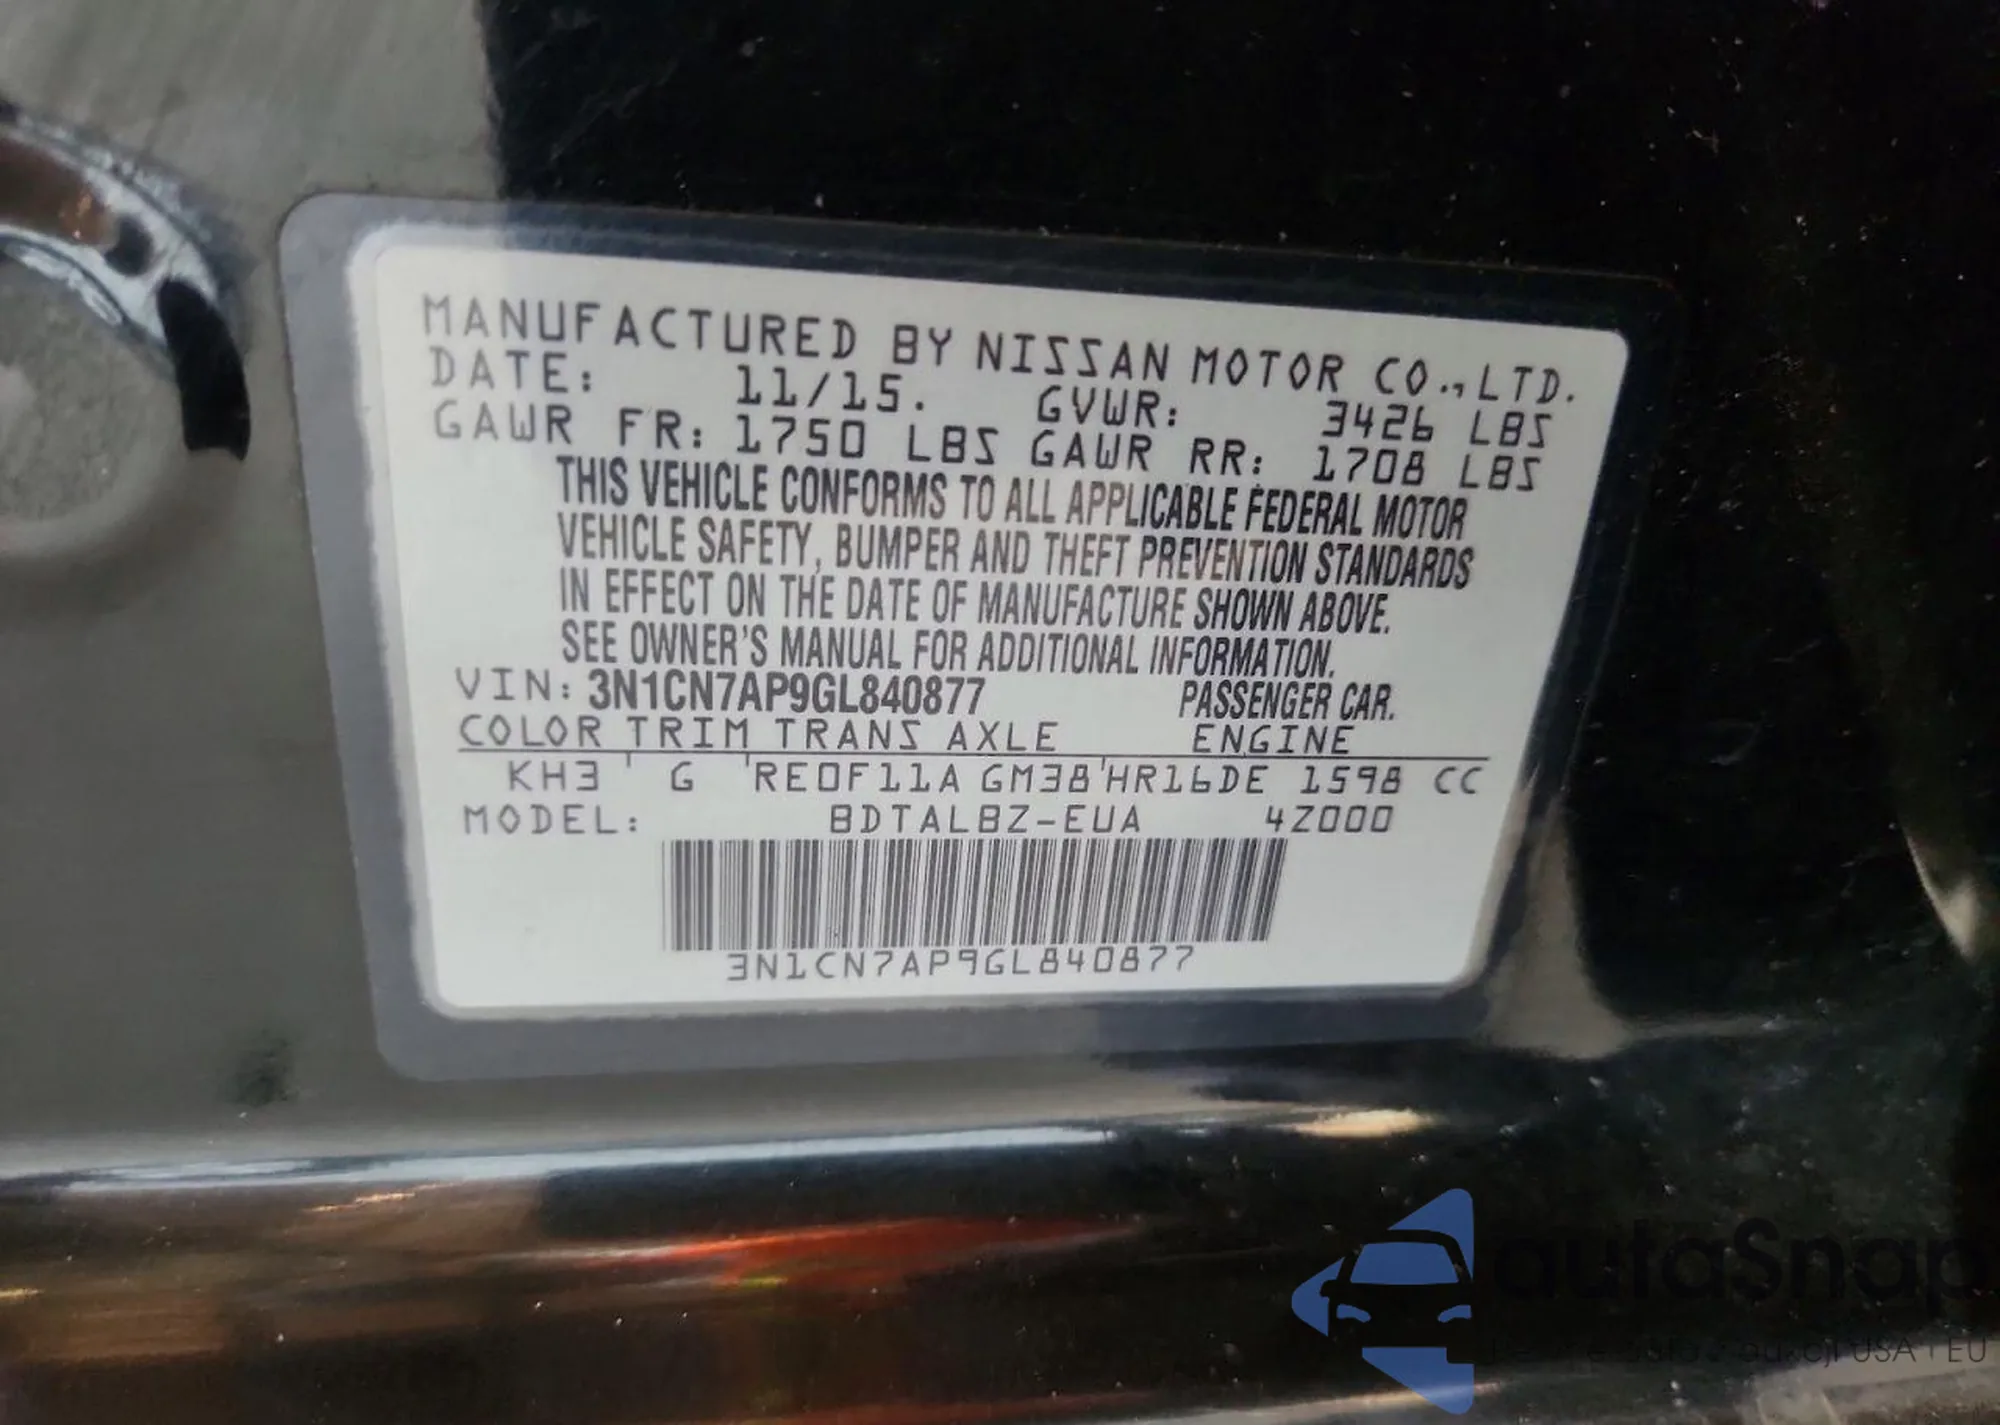 MANUFACTURED BY NISSAN MOTOR CO., LTD.
DATE: 11/15. GVWR: 3426 LBS
GAWR FR: 1750 LBS GAWR RR: 1708 LBS
THIS VEHICLE CONFORMS TO ALL APPLICABLE FEDERAL MOTOR
VEHICLE SAFETY, BUMPER AND THEFT PREVENTION STANDARDS
IN EFFECT ON THE DATE OF MANUFACTURE SHOWN ABOVE.
SEE OWNER'S MANUAL FOR ADDITIONAL INFORMATION.
VIN: 3N1CN7AP9GL840877 PASSENGER CAR.
COLOR TRIM TRANS AXLE ENGINE
KH3 G RE0F11A GM38 HR16DE 1598 CC
MODEL: BDTALBZ-EUA 4Z000
3N1CN7AP9GL840877
autaSnap
USA i EU